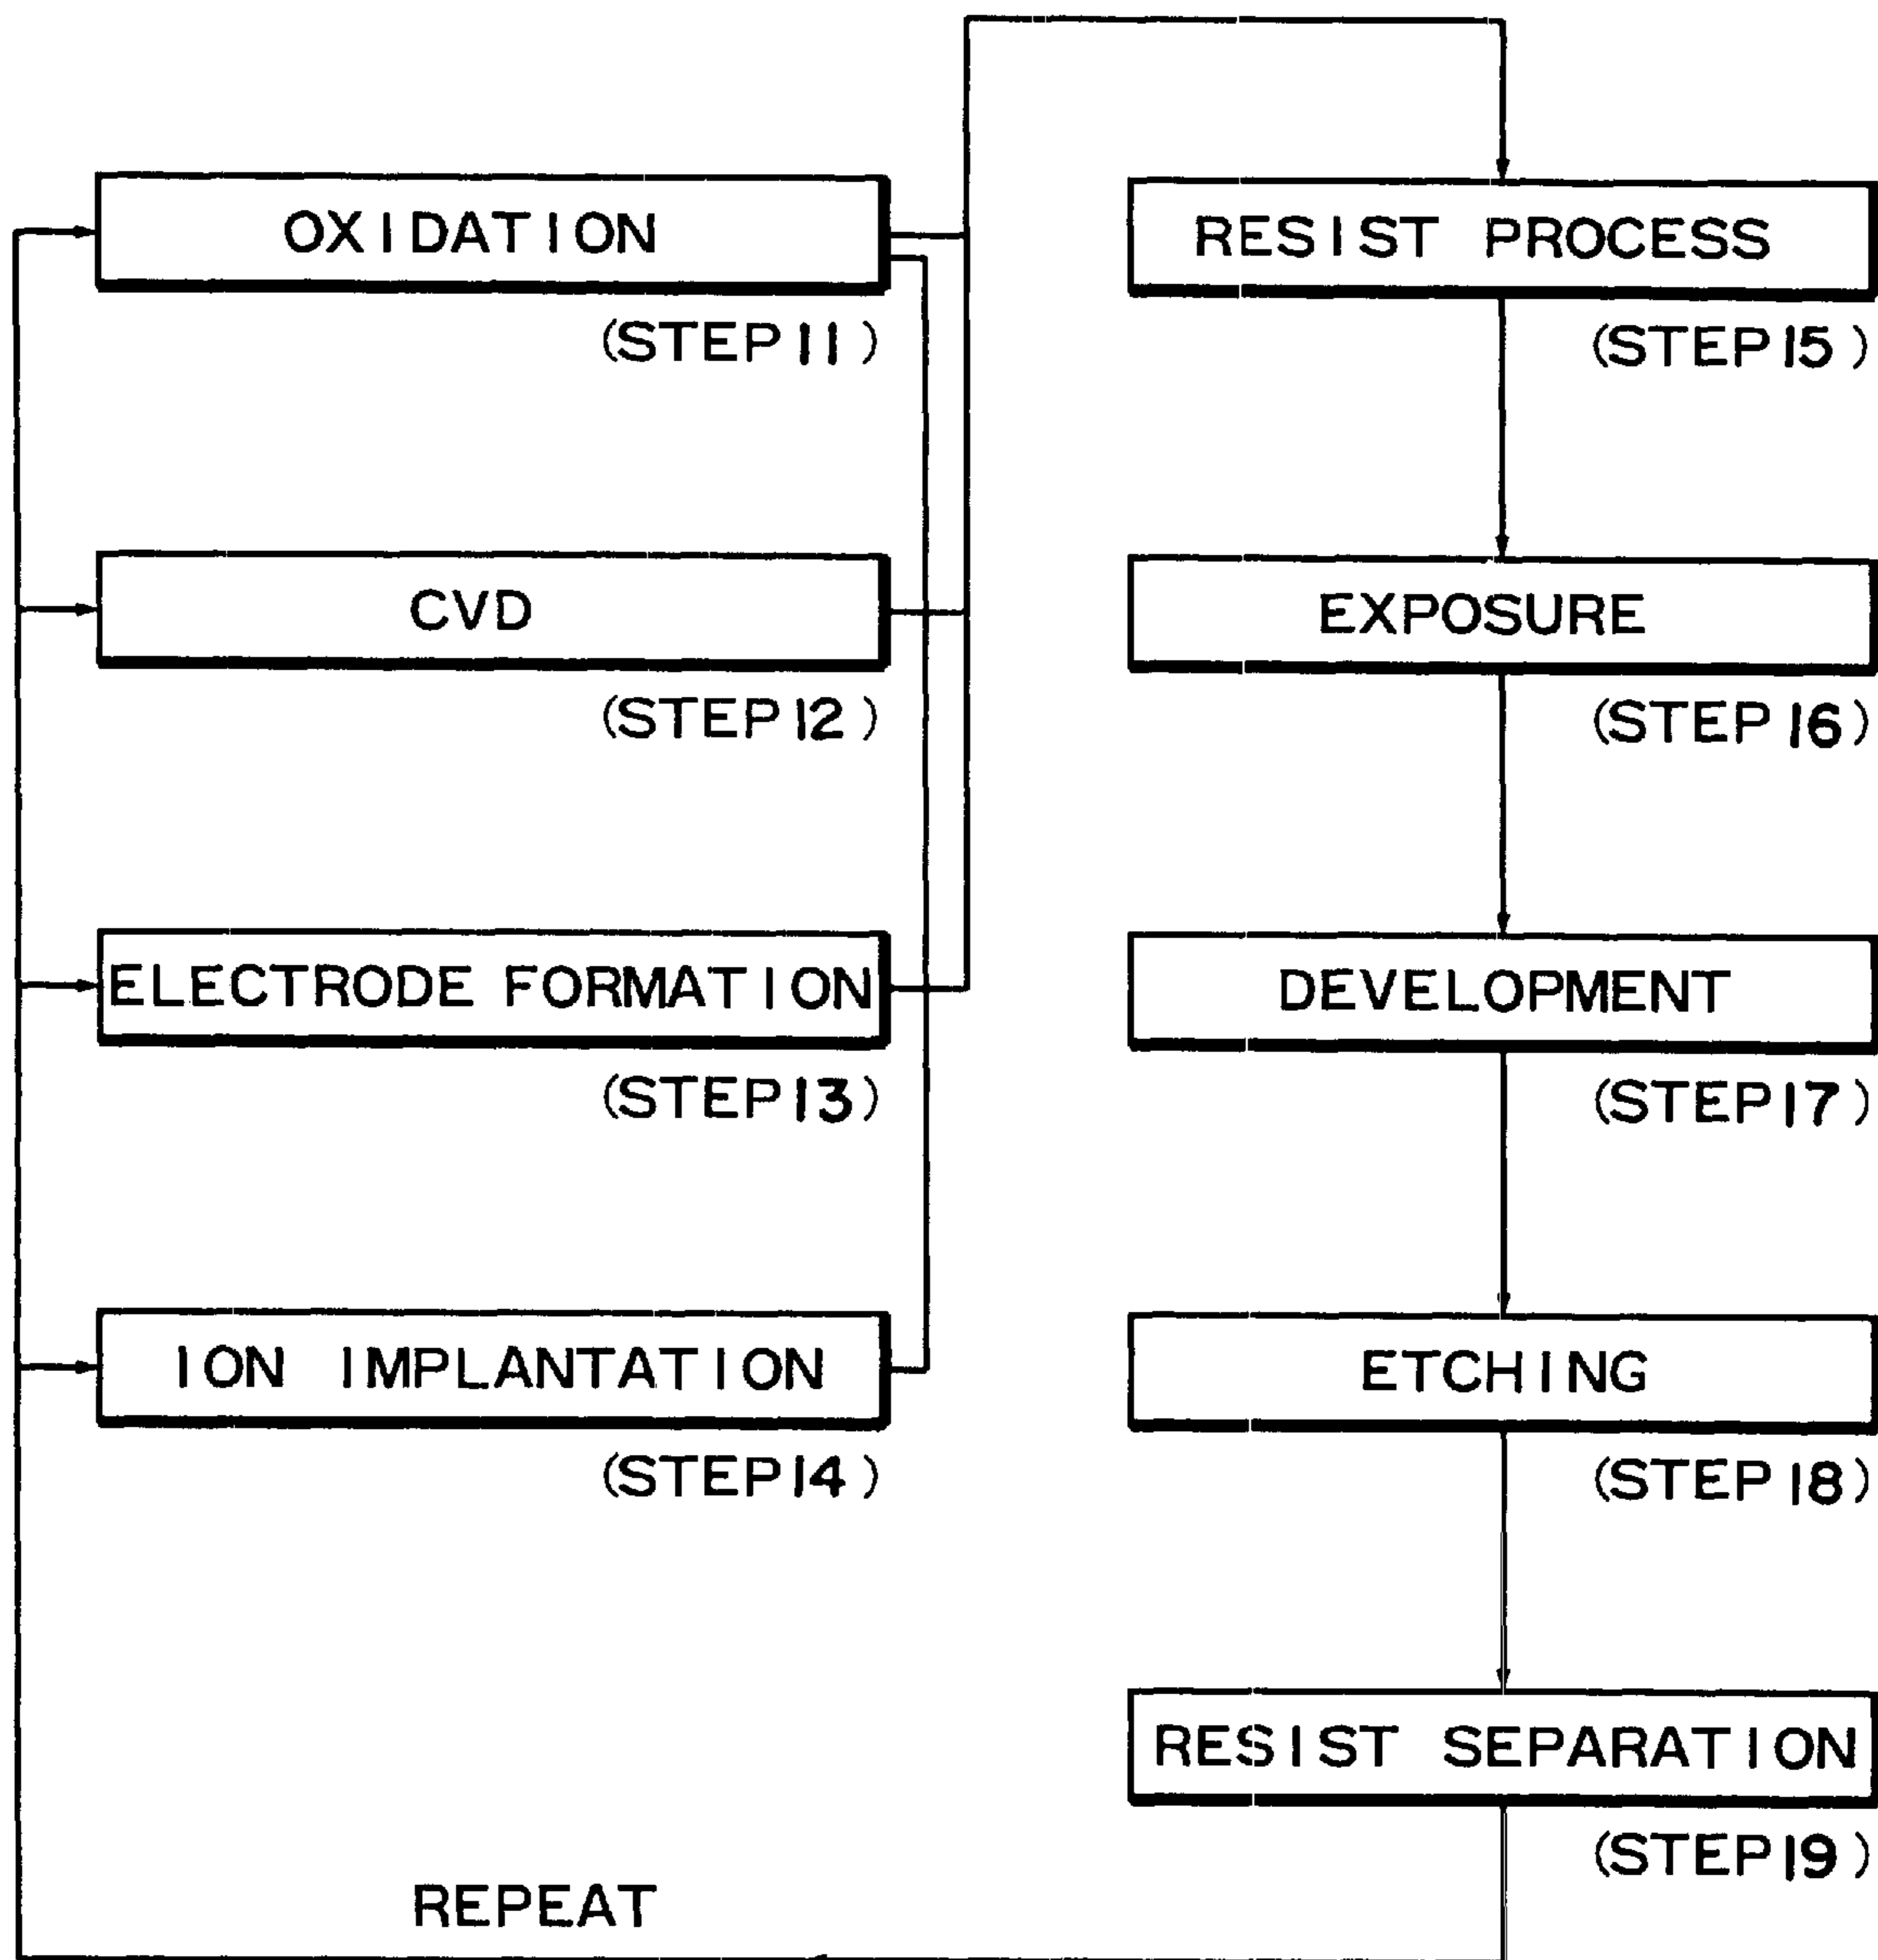 OXIDATION
(STEP 11)
CVD
(STEP 12)
ELECTRODE FORMATION
(STEP 13)
ION IMPLANTATION
(STEP 14)
RESIST PROCESS
(STEP 15)
EXPOSURE
(STEP 16)
DEVELOPMENT
(STEP 17)
ETCHING
(STEP 18)
RESIST SEPARATION
(STEP 19)
REPEAT